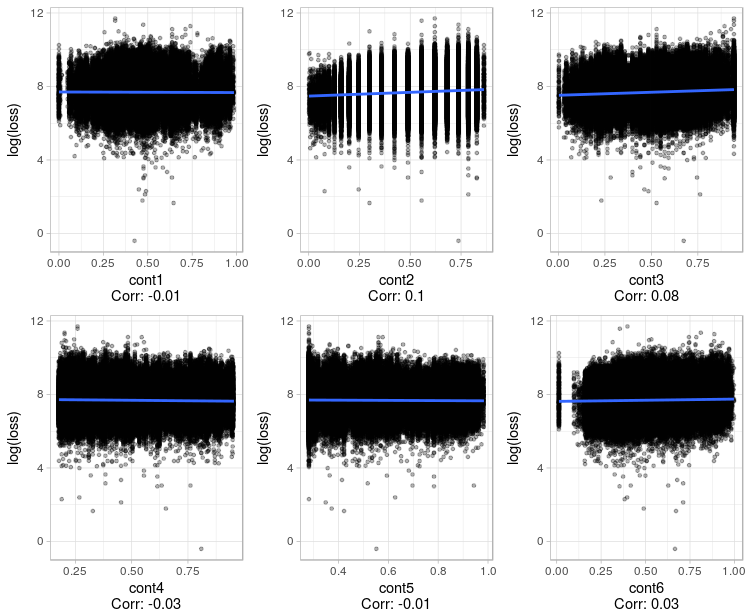 12
8
4
0
log(loss)
0.00 0.25 0.50 0.75 1.00
cont1
Corr: -0.01
12
8
4
0
log(loss)
0.00 0.25 0.50 0.75
cont2
Corr: 0.1
12
8
4
0
log(loss)
0.00 0.25 0.50 0.75
cont3
Corr: 0.08
12
8
4
0
log(loss)
0.25 0.50 0.75
cont4
Corr: -0.03
12
8
4
0
log(loss)
0.4 0.6 0.8 1.0
cont5
Corr: -0.01
12
8
4
0
log(loss)
0.00 0.25 0.50 0.75 1.00
cont6
Corr: 0.03